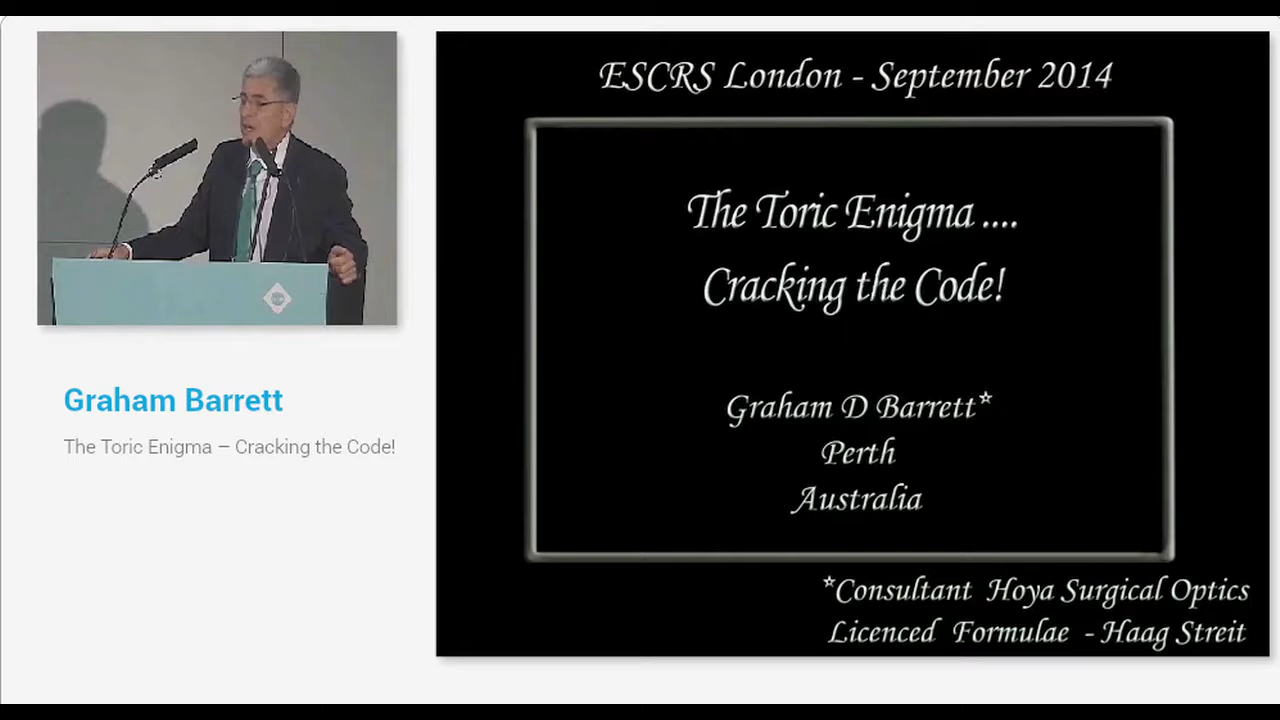 Graham Barrett
The Toric Enigma – Cracking the Code!
ESCRS London - September 2014
The Toric Enigma ....
Cracking the Code!
Graham D Barrett*
Perth
Australia
*Consultant Hoya Surgical Optics
Licenced Formulae - Haag Streit